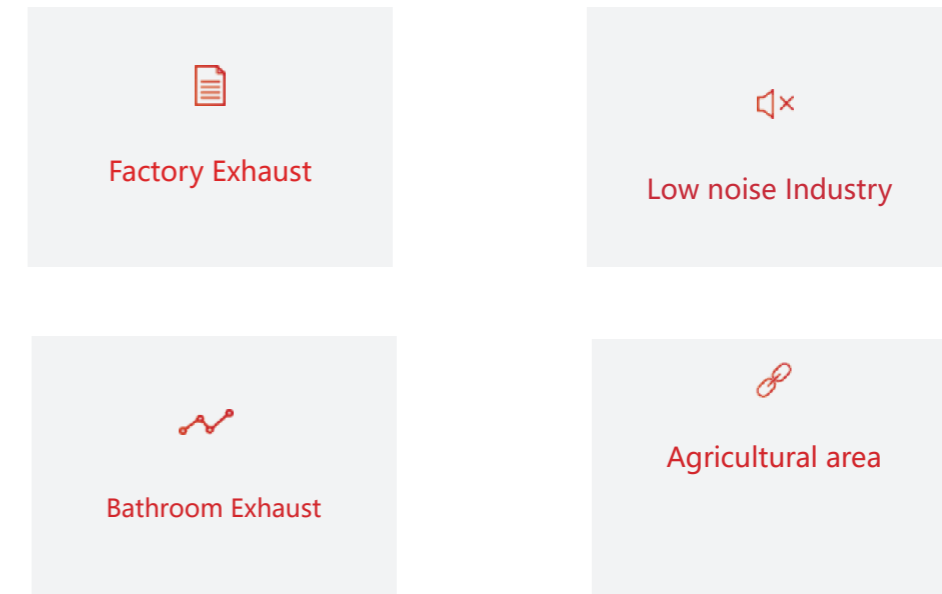 Factory Exhaust
Low noise Industry
Bathroom Exhaust
Agricultural area